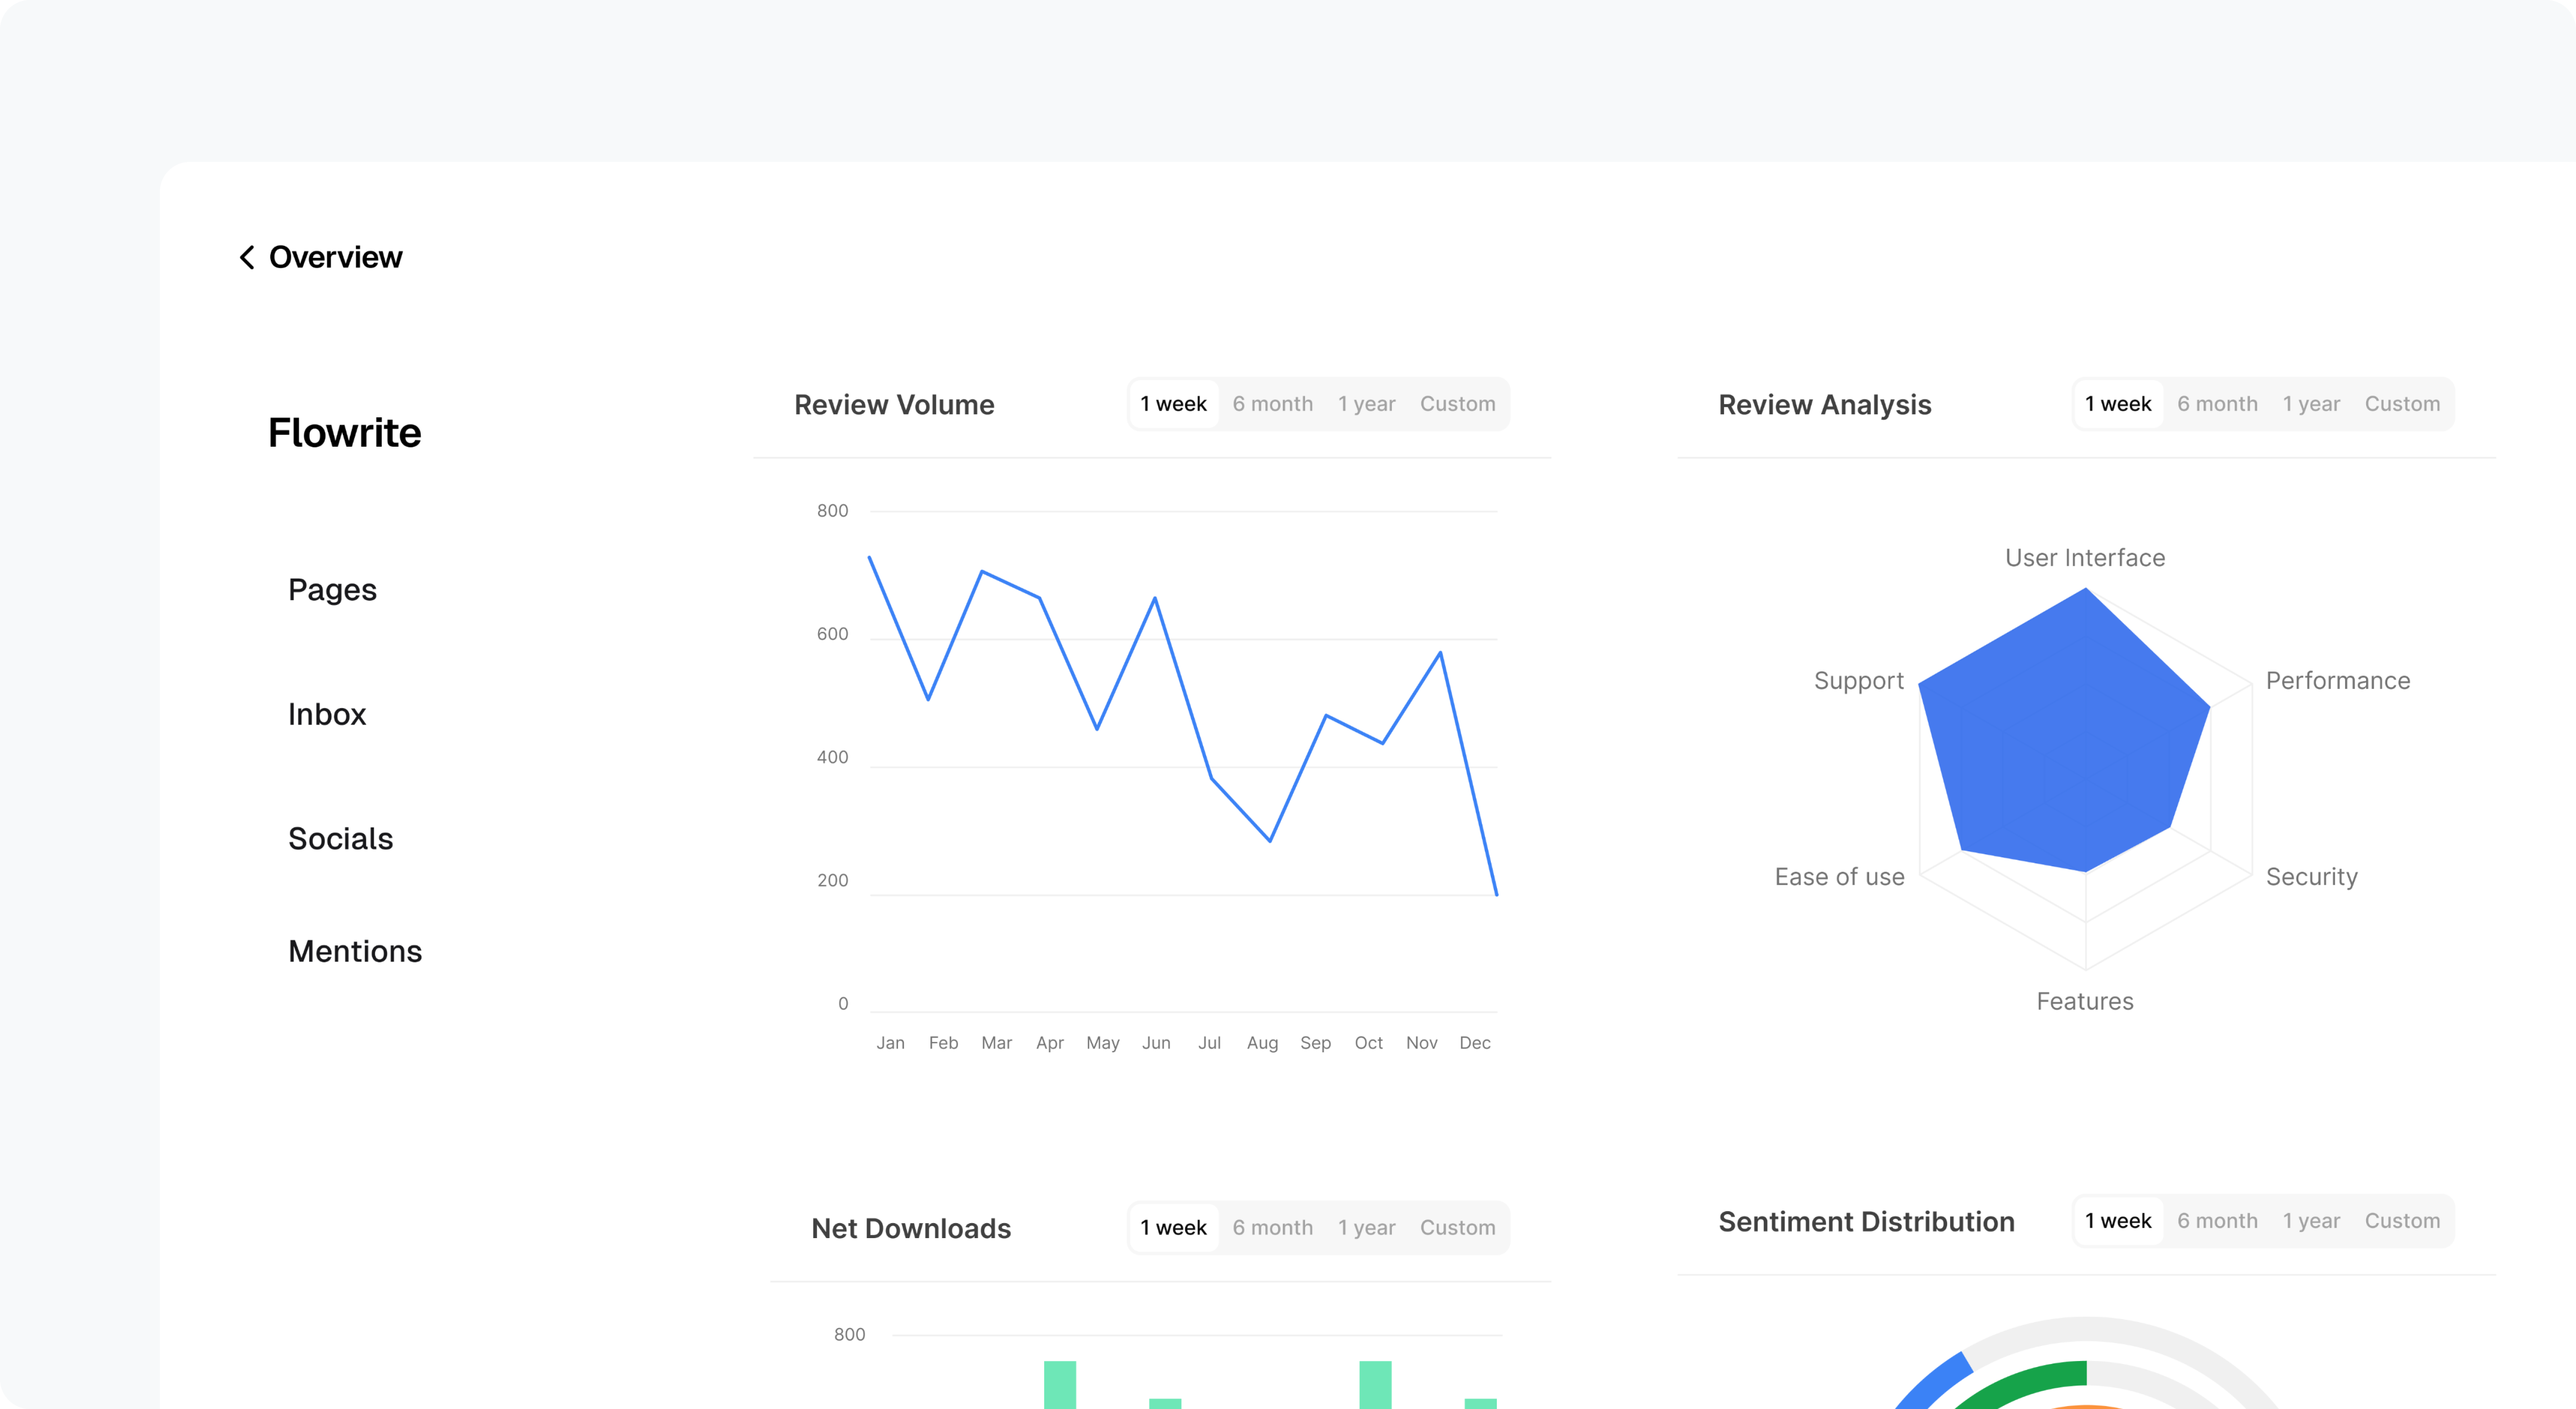 Overview
Flowrite
Pages
Inbox
Socials
Mentions
Review Volume
1 week 6 month 1 year Custom
800
600
400
200
0
Jan Feb Mar Apr May Jun Jul Aug Sep Oct Nov Dec
Review Analysis
1 week 6 month 1 year Custom
User Interface
Support
Performance
Ease of use
Security
Features
Net Downloads
1 week 6 month 1 year Custom
800
Sentiment Distribution
1 week 6 month 1 year Custom